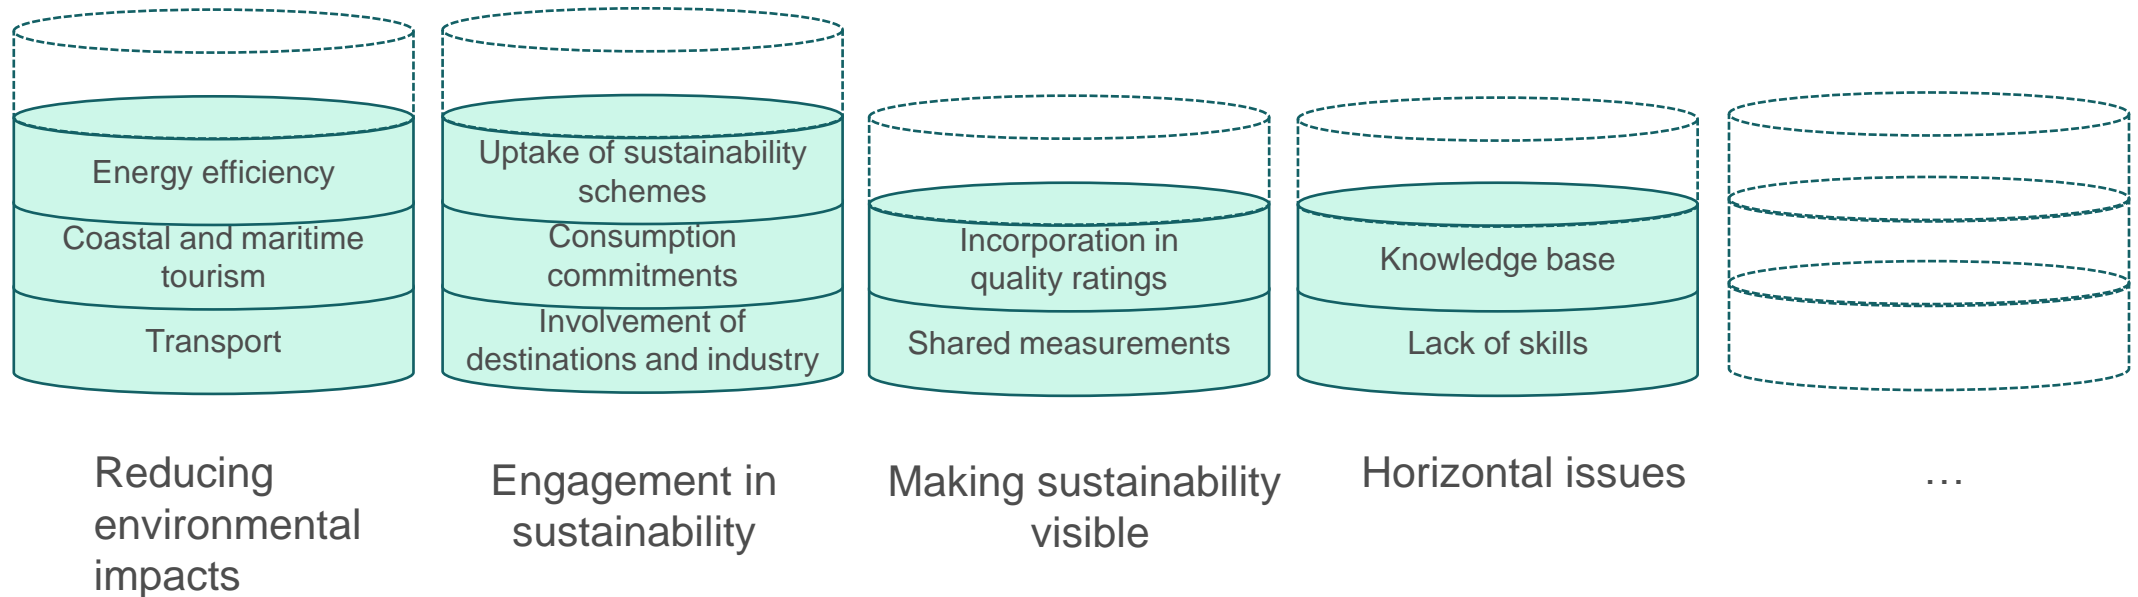 Energy efficiency
Coastal and maritime
tourism
Transport
Reducing
environmental
impacts
Uptake of sustainability
schemes
Consumption
commitments
Involvement of
destinations and industry
Engagement in
sustainability
Incorporation in
quality ratings
Shared measurements
Making sustainability
visible
Knowledge base
Lack of skills
Horizontal issues
…